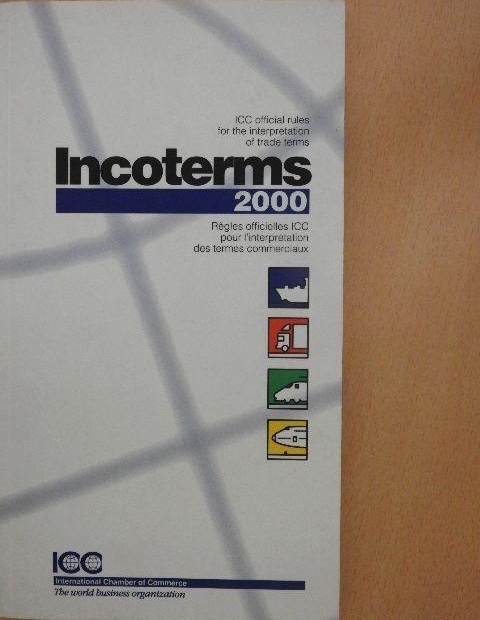 ICC official rules
for the interpretation
of trade terms
Incoterms
2000
Règles officielles ICC
pour l'interprétation
des termes commerciaux
ICC
International Chamber of Commerce
The world business organization